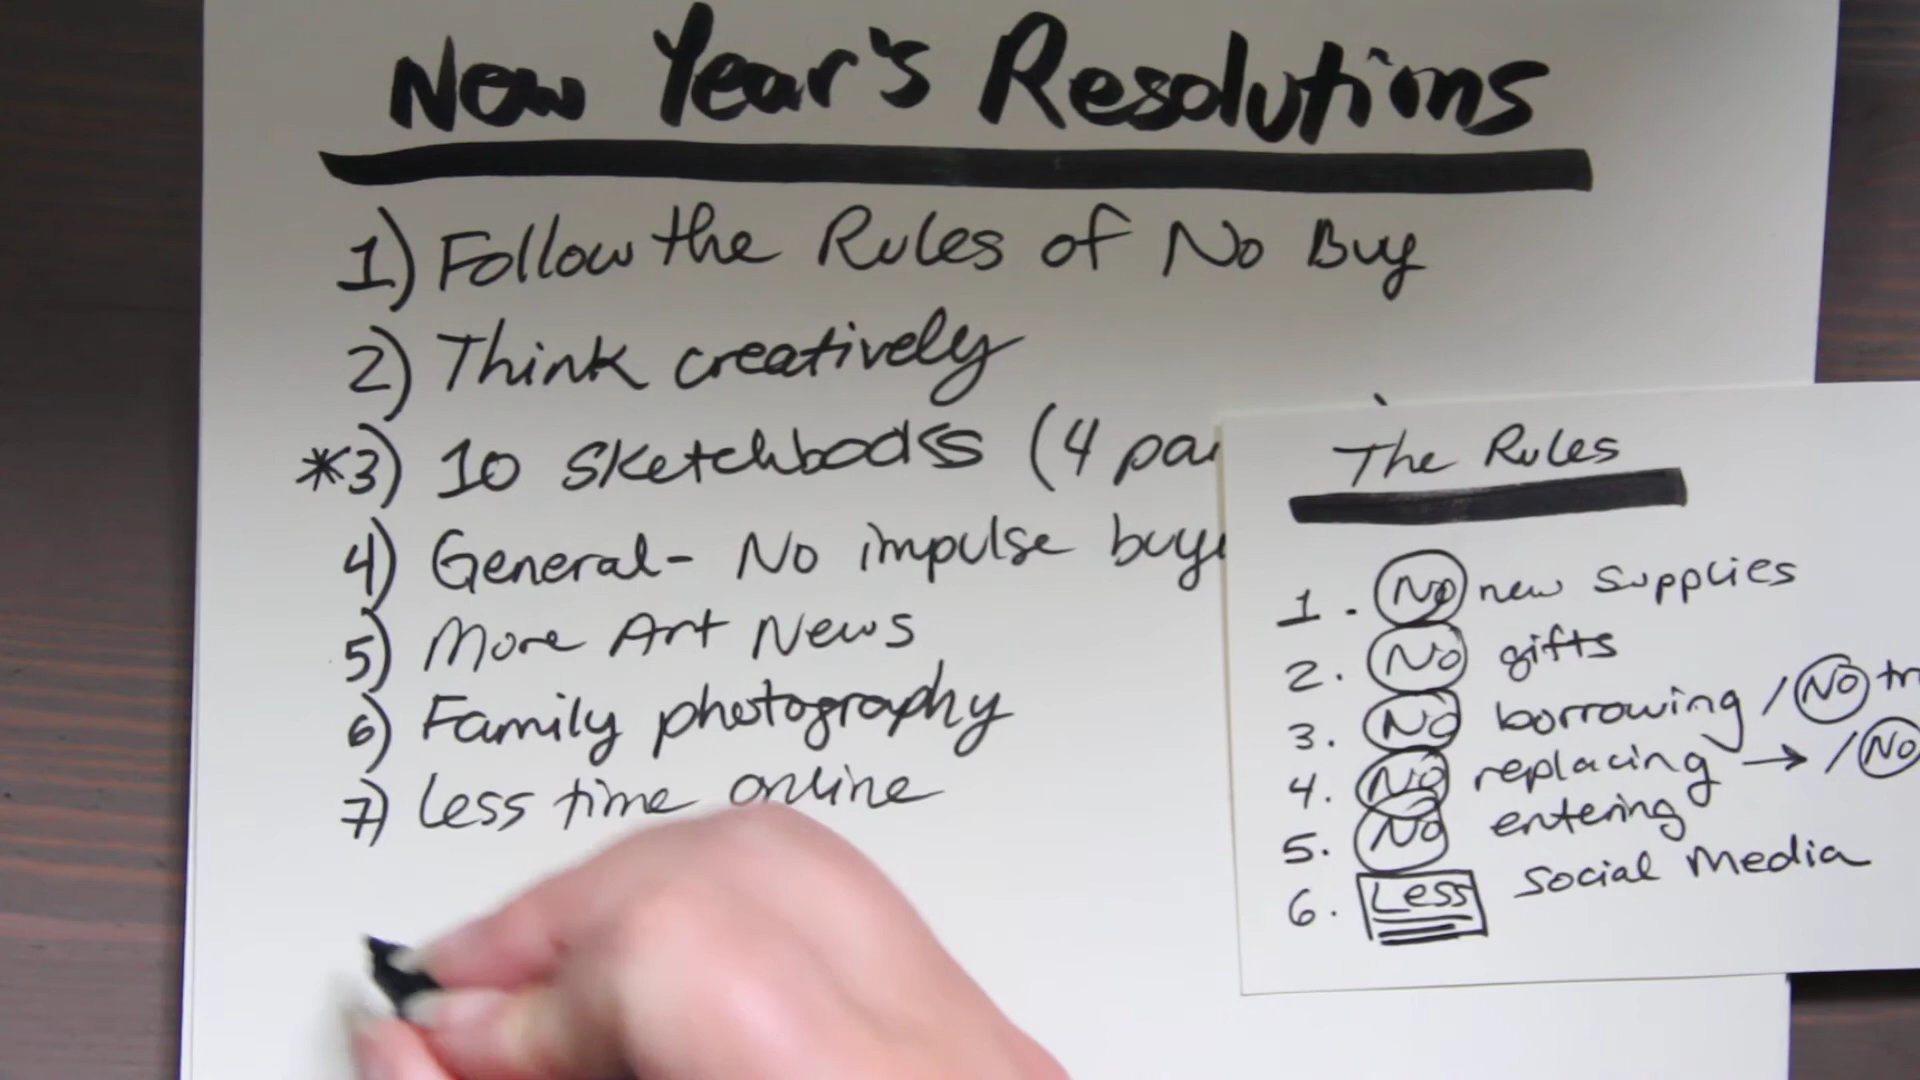 New Year's Resolutions
1) Follow the Rules of No Buy
2) Think creatively
*3) 10 Sketchbooks (4
4) General- No impulse
5) More Art News
6) Family photography
7) Less time online
The Rules
1. No new supplies
2. No gifts
3. No borrowing / No
4. No replacing → / No
5. No entering
6. Less Social Media